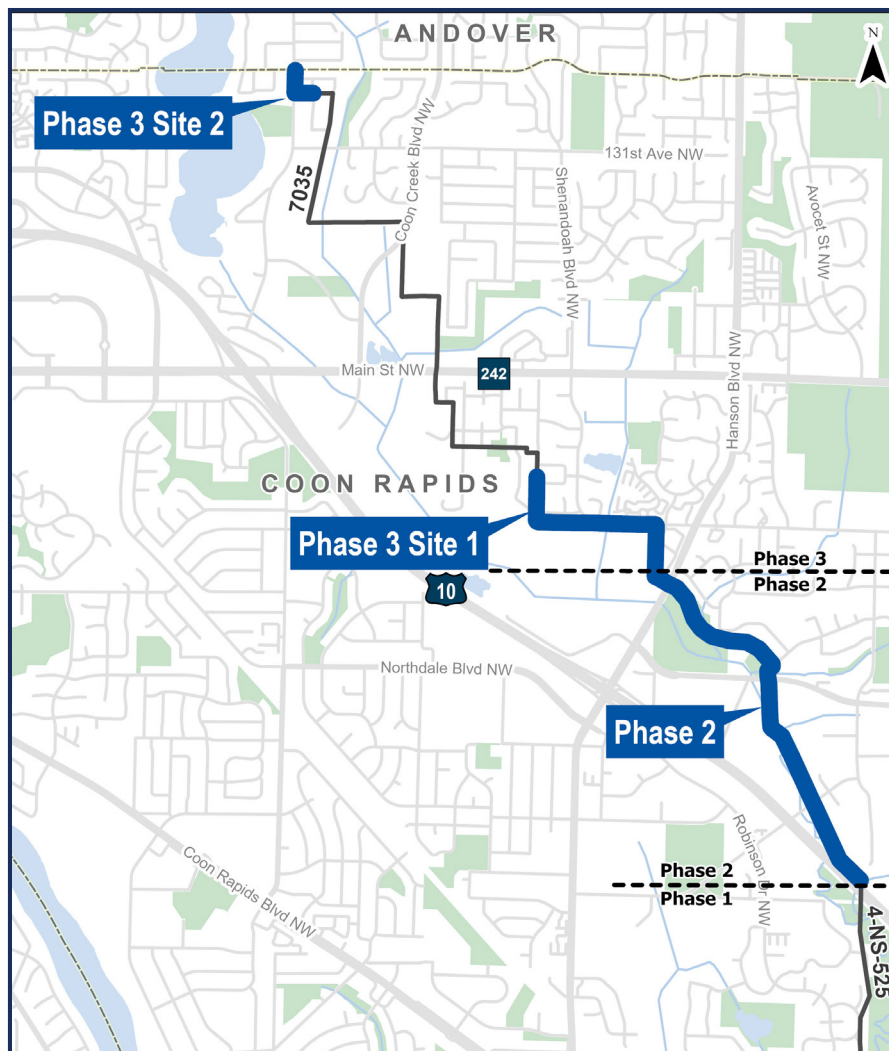 ANDOVER
N
Phase 3 Site 2
Coon Creek Blvd NW
131st Ave NW
Shenandoah Blvd NW
Avocet St NW
7035
Main St NW
242
Hanson Blvd NW
COON RAPIDS
Phase 3 Site 1
Phase 3
Phase 2
10
Northdale Blvd NW
Phase 2
Robinson Dr NW
Coon Rapids Blvd NW
Phase 2
Phase 1
4-NS-525